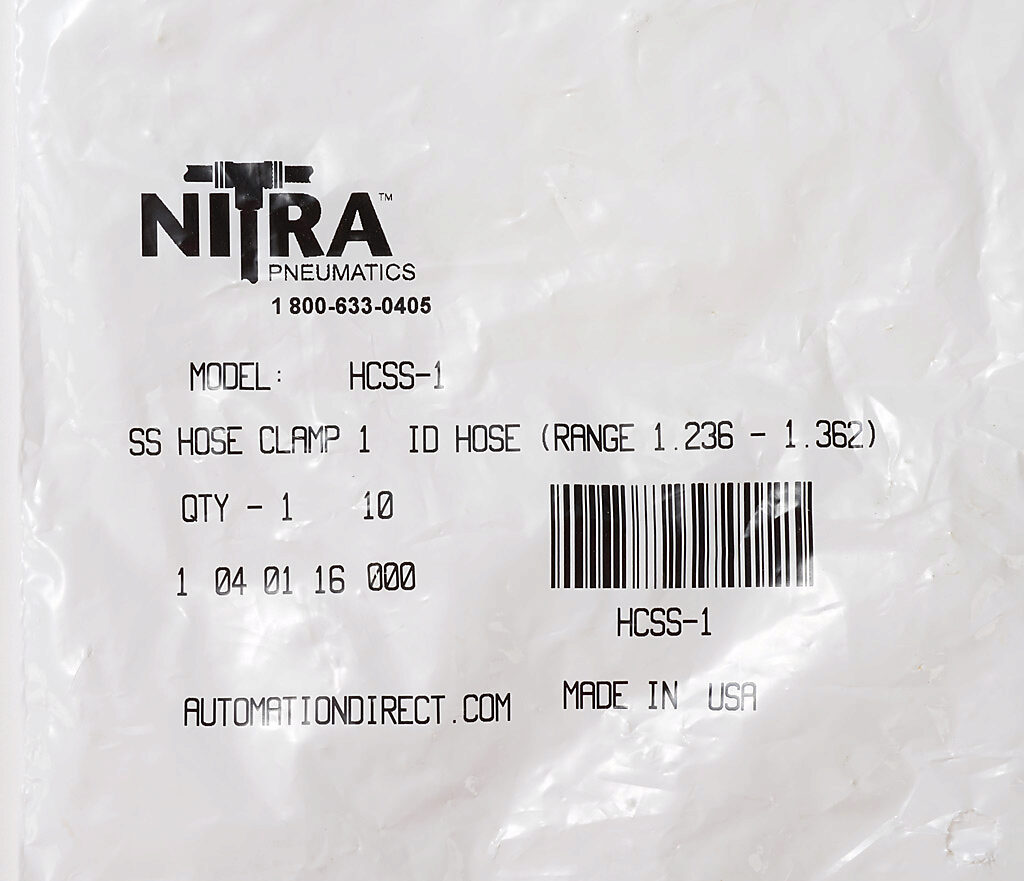 NITRA™
PNEUMATICS
1 800-633-0405
MODEL: HCSS-1
SS HOSE CLAMP 1 ID HOSE (RANGE 1.236 - 1.362)
QTY - 1 10
1 04 01 16 000
HCSS-1
AUTOMATIONDIRECT.COM
MADE IN USA